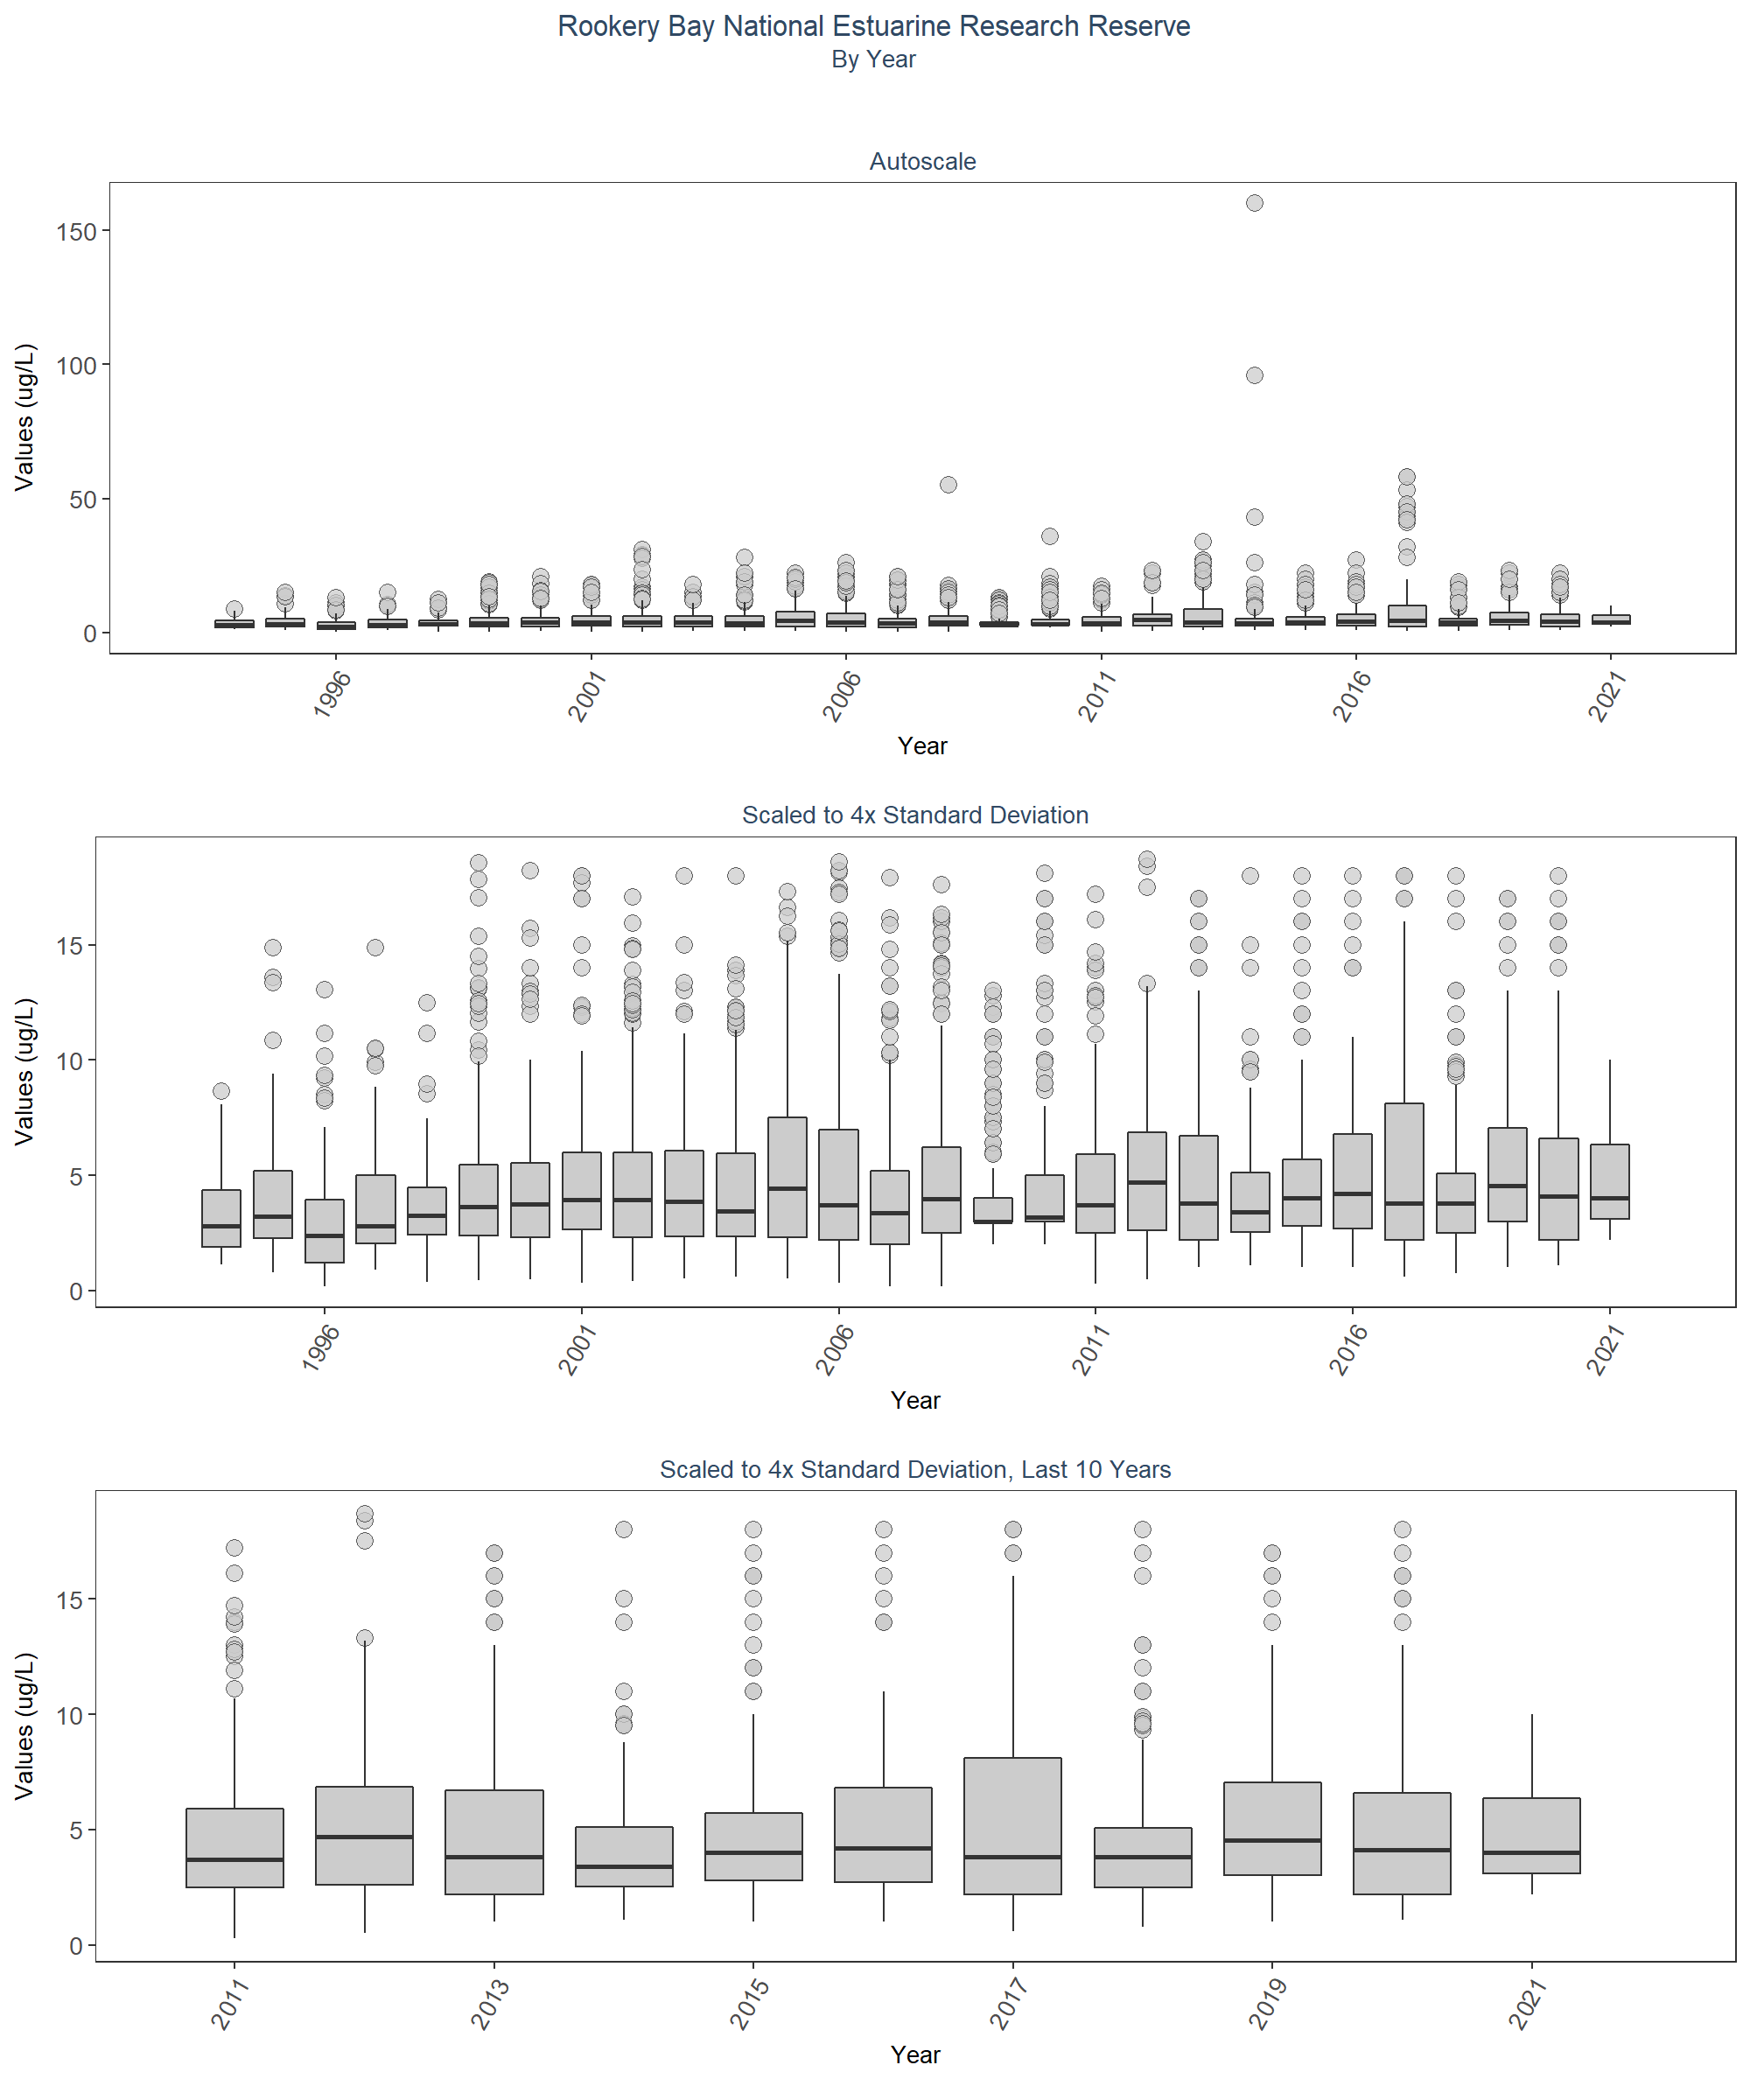 Rookery Bay National Estuarine Research Reserve
By Year
Autoscale
Values (ug/L)
150
100
50
0
1996
2001
2006
2011
2016
2021
Year
Scaled to 4x Standard Deviation
Values (ug/L)
15
10
5
0
1996
2001
2006
2011
2016
2021
Year
Scaled to 4x Standard Deviation, Last 10 Years
Values (ug/L)
15
10
5
0
2011
2013
2015
2017
2019
2021
Year